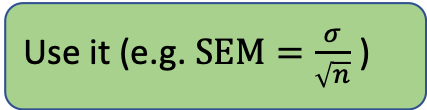 Use it (e.g. SEM = σ/√n )